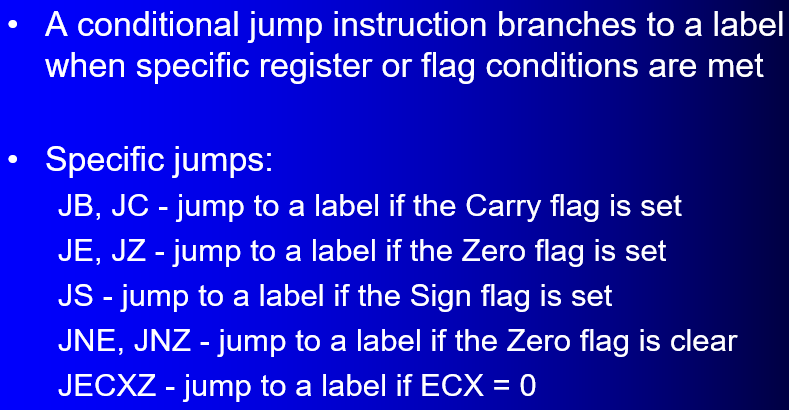 • A conditional jump instruction branches to a label
when specific register or flag conditions are met
• Specific jumps:
JB, JC - jump to a label if the Carry flag is set
JE, JZ - jump to a label if the Zero flag is set
JS - jump to a label if the Sign flag is set
JNE, JNZ - jump to a label if the Zero flag is clear
JECXZ - jump to a label if ECX = 0